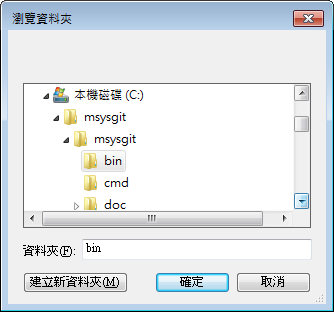 瀏覽資料夾
本機磁碟 (C:)
msysgit
msysgit
bin
cmd
doc
資料夾(F): bin
建立新資料夾(M) 確定 取消